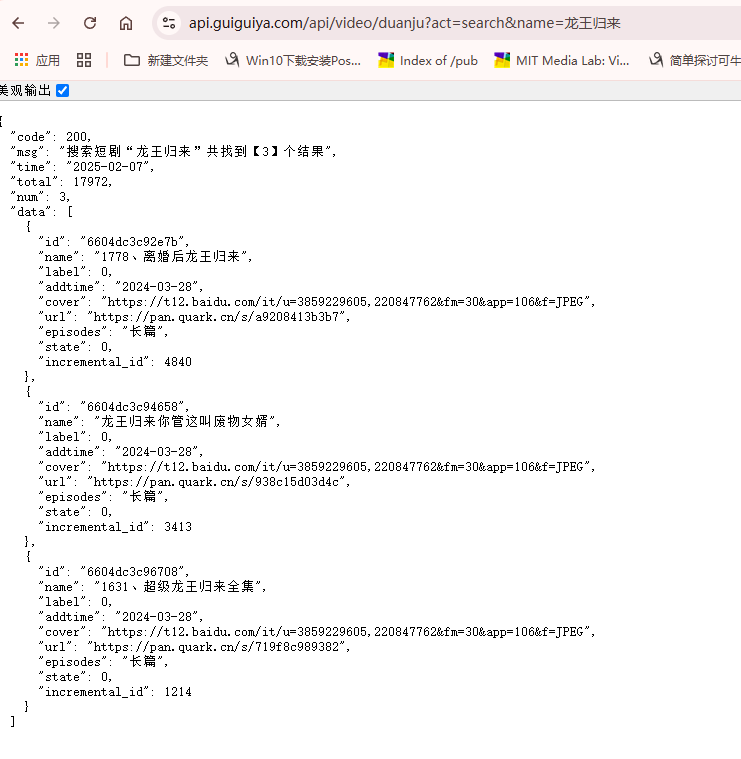 api.guiguiya.com/api/video/duanju?act=search&name=龙王归来
应用 新建文件夹 Win10下载安装Pos... Index of /pub MIT Media Lab: Vi... 简单探讨可牛
美观输出
{
"code": 200,
"msg": "搜索短剧“龙王归来”共找到【3】个结果",
"time": "2025-02-07",
"total": 17972,
"num": 3,
"data": [
{
"id": "6604dc3c92e7b",
"name": "1778、离婚后龙王归来",
"label": 0,
"addtime": "2024-03-28",
"cover": "https://t12.baidu.com/it/u=3859229605,220847762&fm=30&app=106&f=JPEG",
"url": "https://pan.quark.cn/s/a9208413b3b7",
"episodes": "长篇",
"state": 0,
"incremental_id": 4840
},
{
"id": "6604dc3c94658",
"name": "龙王归来你管这叫废物女婿",
"label": 0,
"addtime": "2024-03-28",
"cover": "https://t12.baidu.com/it/u=3859229605,220847762&fm=30&app=106&f=JPEG",
"url": "https://pan.quark.cn/s/938c15d03d4c",
"episodes": "长篇",
"state": 0,
"incremental_id": 3413
},
{
"id": "6604dc3c96708",
"name": "1631、超级龙王归来全集",
"label": 0,
"addtime": "2024-03-28",
"cover": "https://t12.baidu.com/it/u=3859229605,220847762&fm=30&app=106&f=JPEG",
"url": "https://pan.quark.cn/s/719f8c989382",
"episodes": "长篇",
"state": 0,
"incremental_id": 1214
}
]